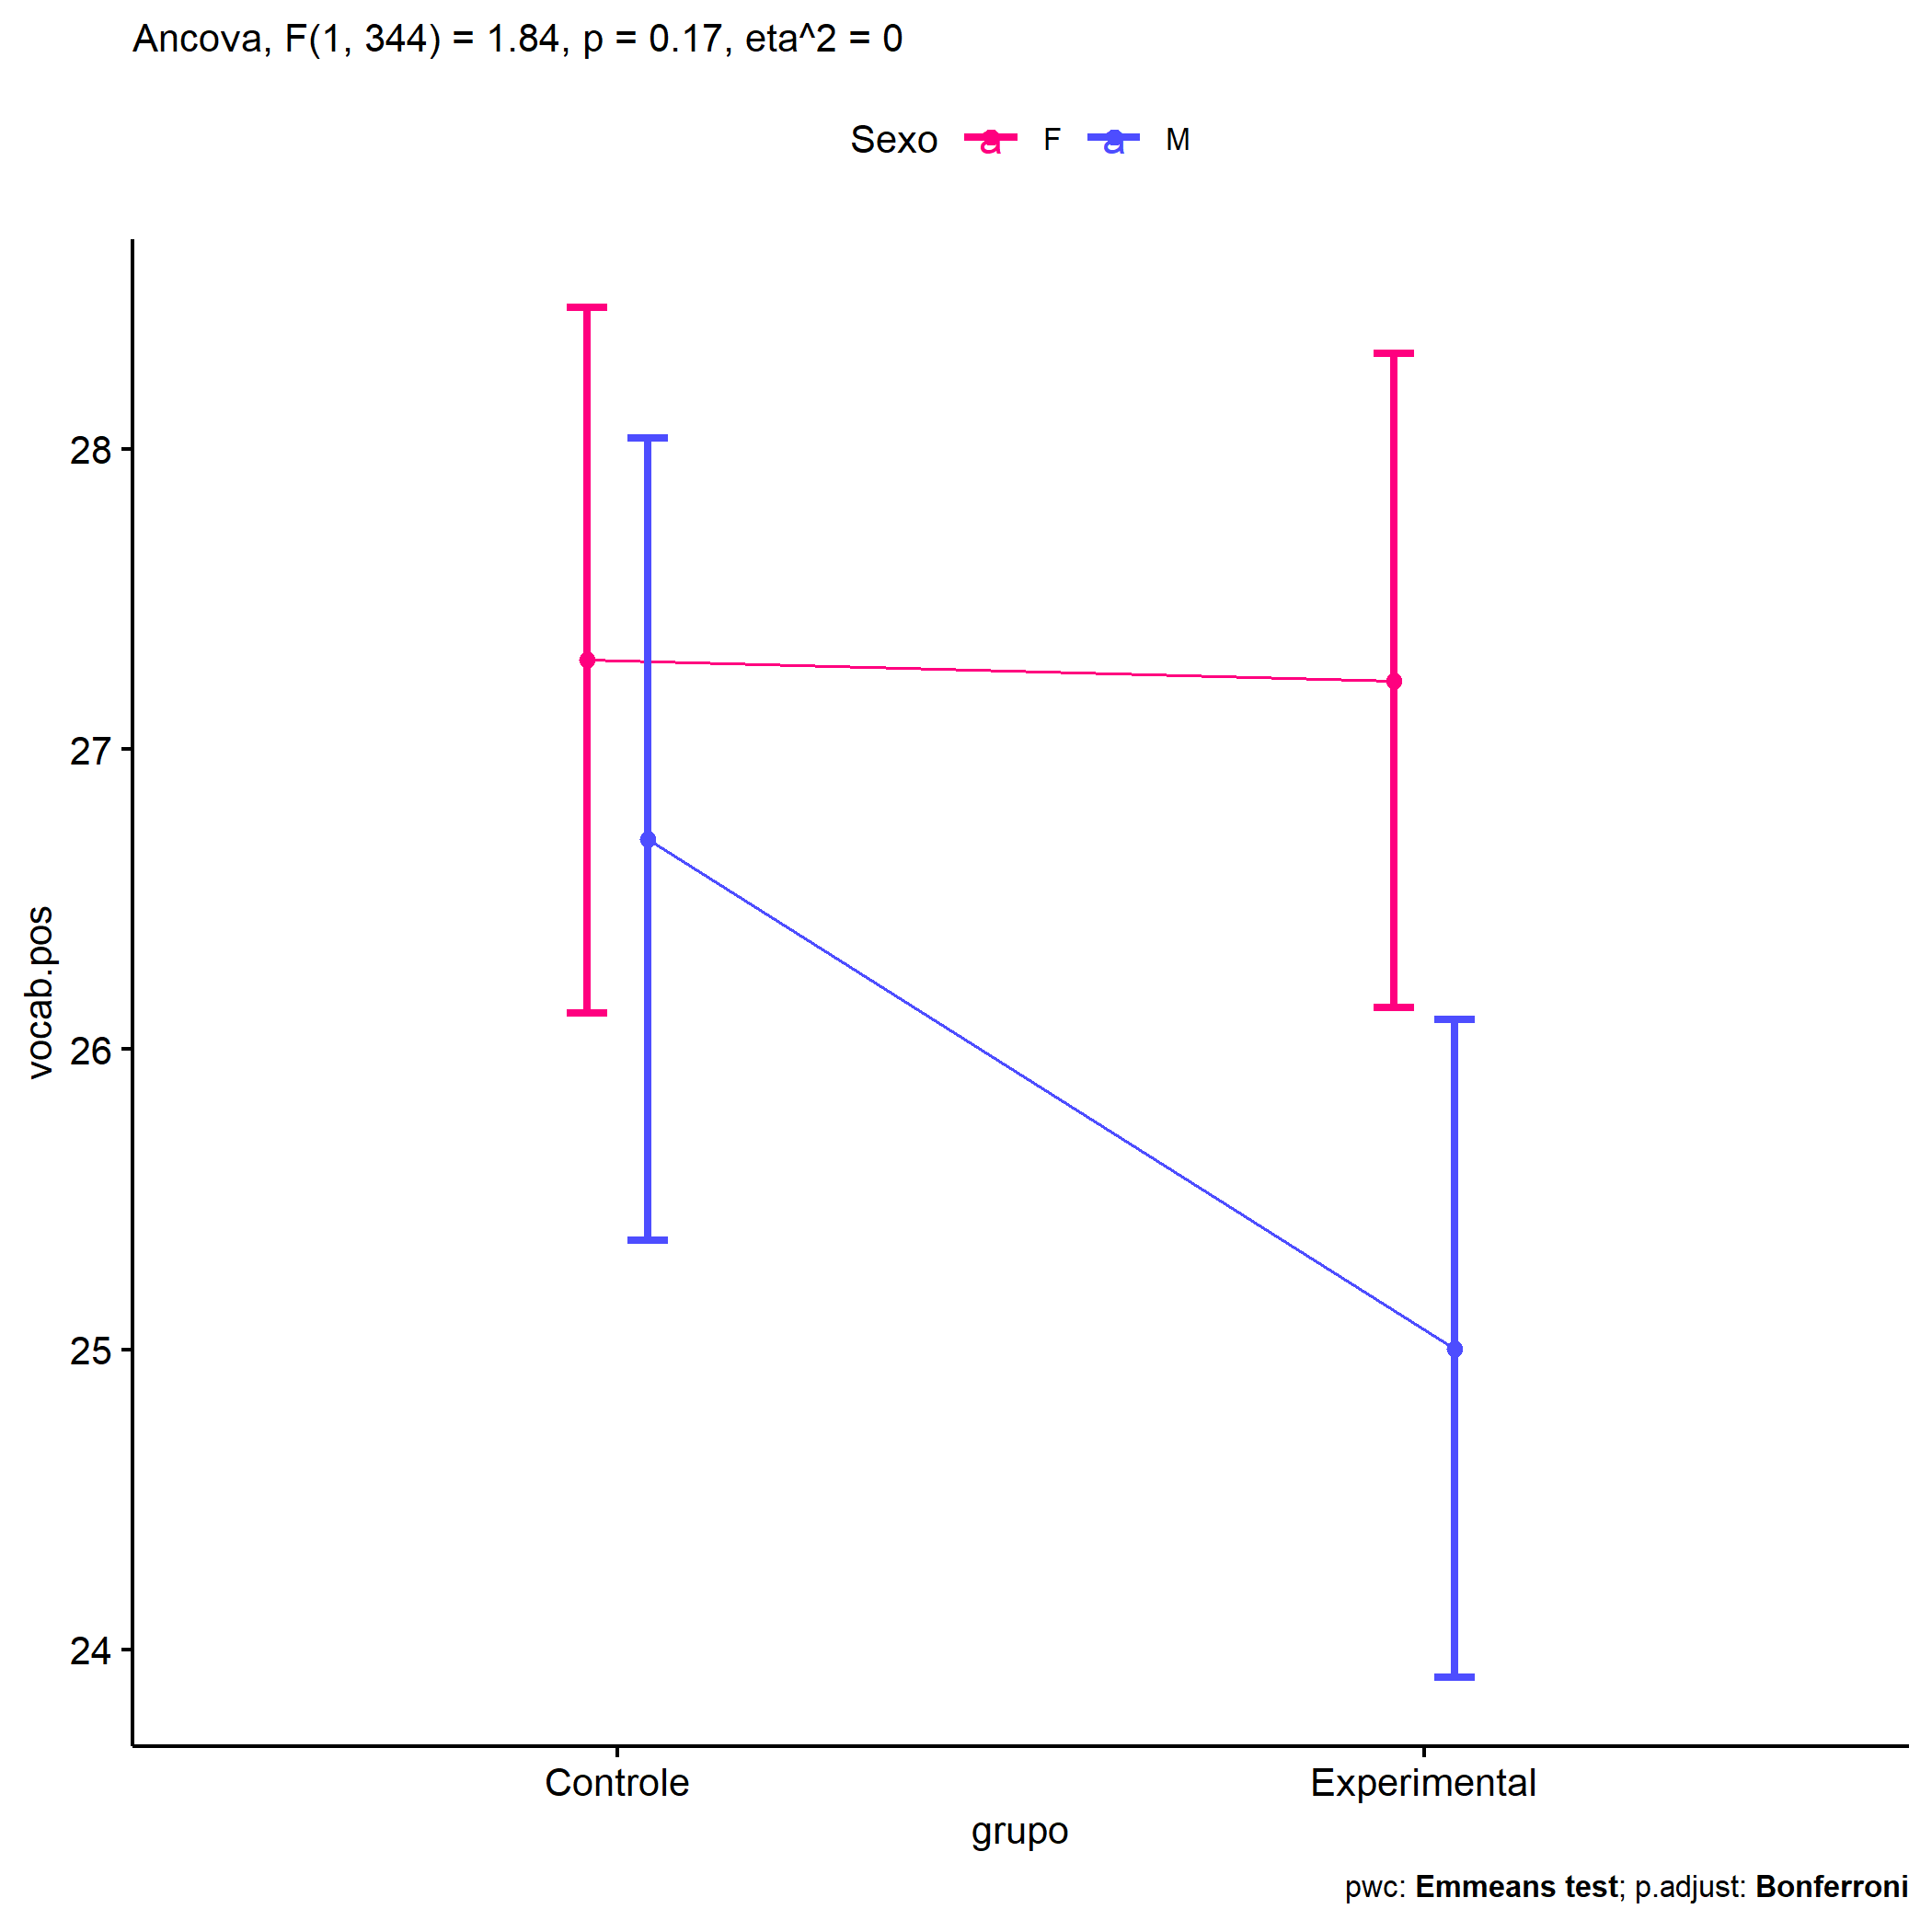 Ancova, F(1, 344) = 1.84, p = 0.17, eta^2 = 0
Sexo a F a M
28
27
26
25
24
vocab.pos
Controle Experimental
grupo
pwc: Emmeans test; p.adjust: Bonferroni